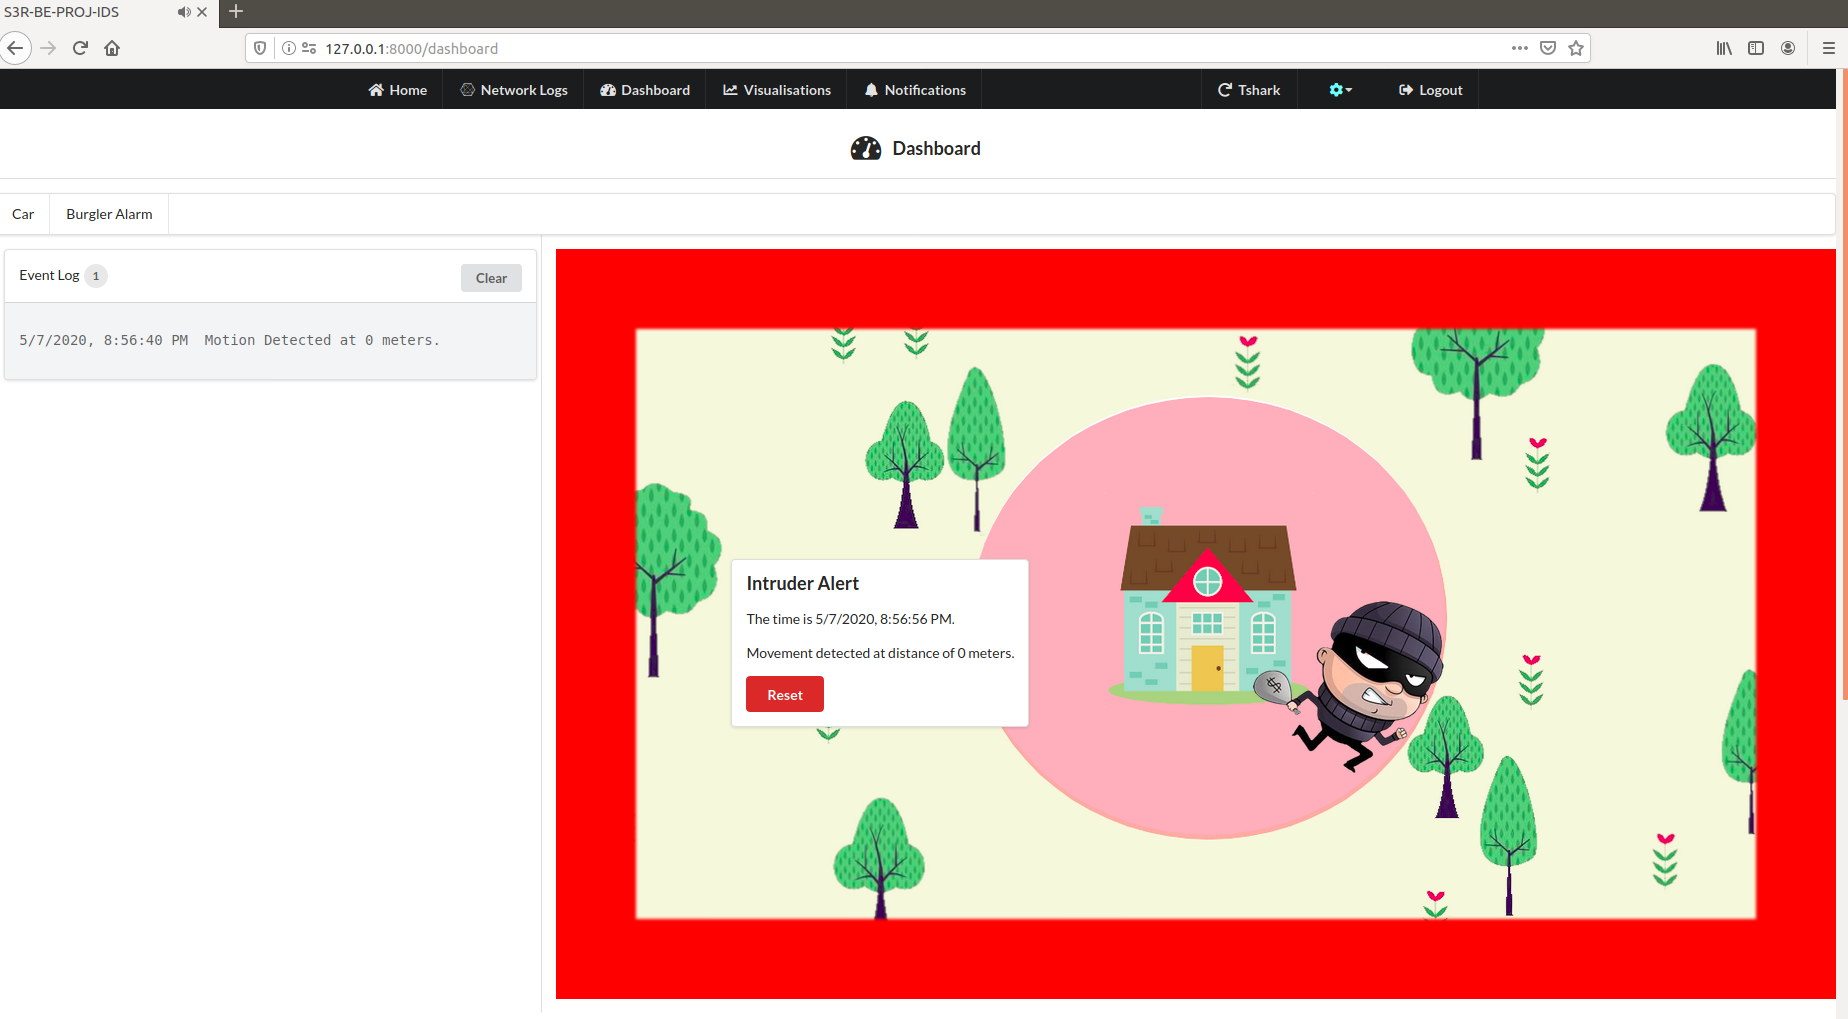 S3R-BE-PROJ-IDS
127.0.0.1:8000/dashboard
Home Network Logs Dashboard Visualisations Notifications Tshark Logout
Dashboard
Car Burgler Alarm
Event Log 1 Clear
5/7/2020, 8:56:40 PM Motion Detected at 0 meters.
Intruder Alert
The time is 5/7/2020, 8:56:56 PM.
Movement detected at distance of 0 meters.
Reset
$